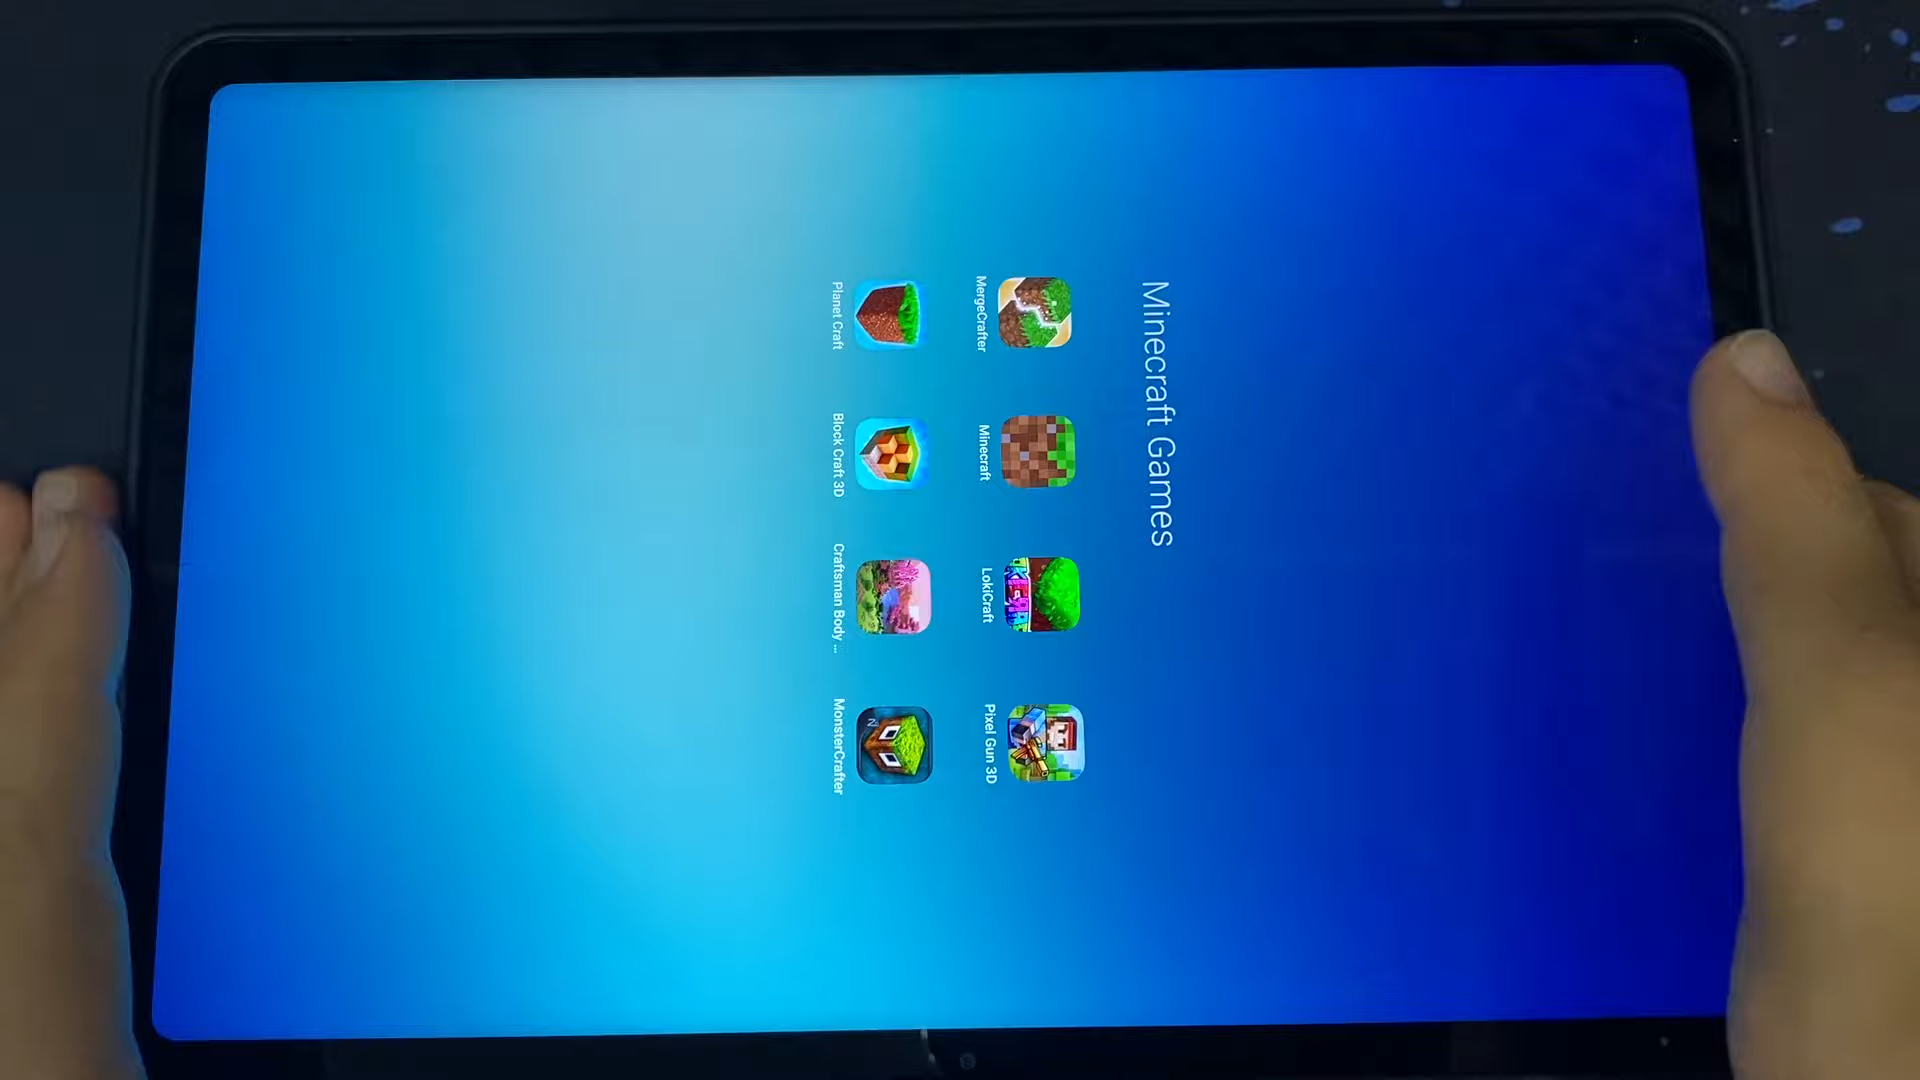 Minecraft Games
MergeCrafter
Minecraft
LokiCraft
Pixel Gun 3D
Planet Craft
Block Craft 3D
Craftsman Body ...
MonsterCrafter